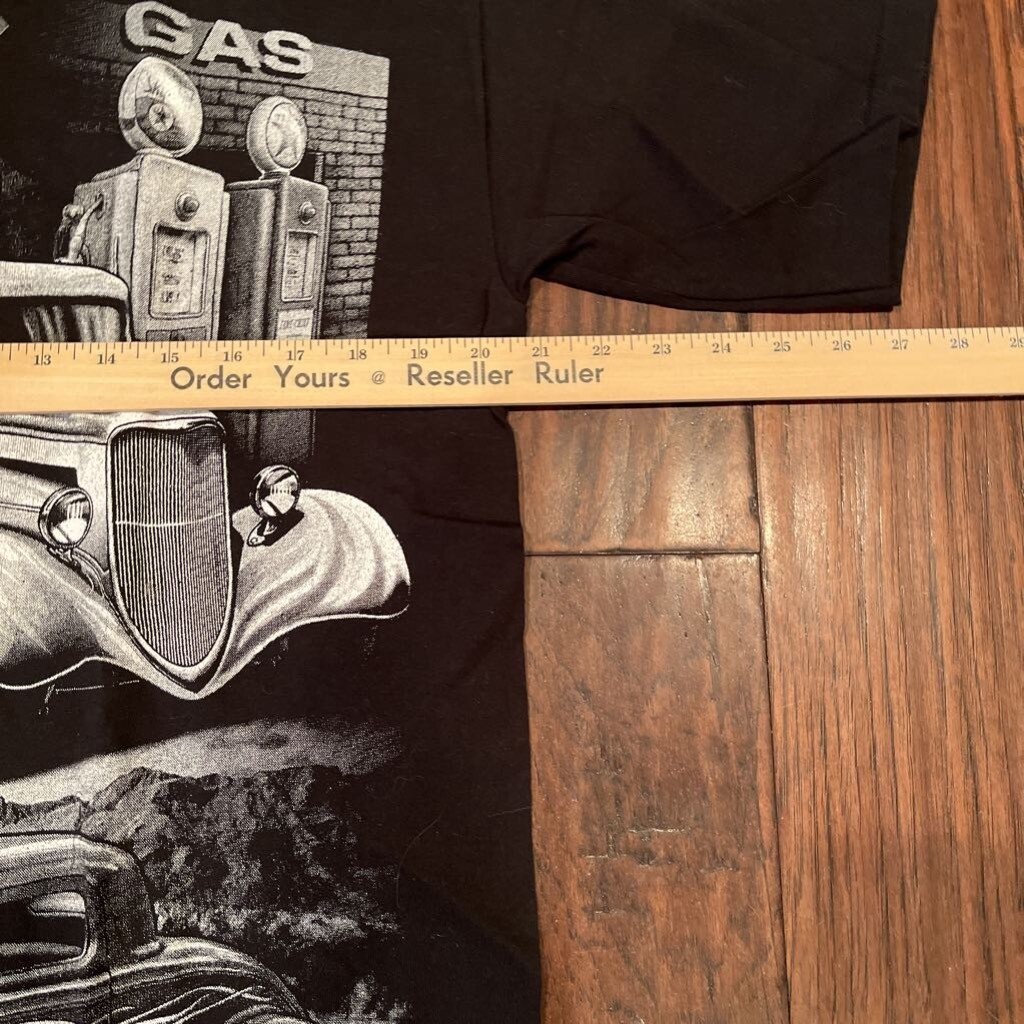 GAS
13 14 15 16 17 18 19 20 21 22 23 24 25 26 27 28 29
Order Yours @ Reseller Ruler